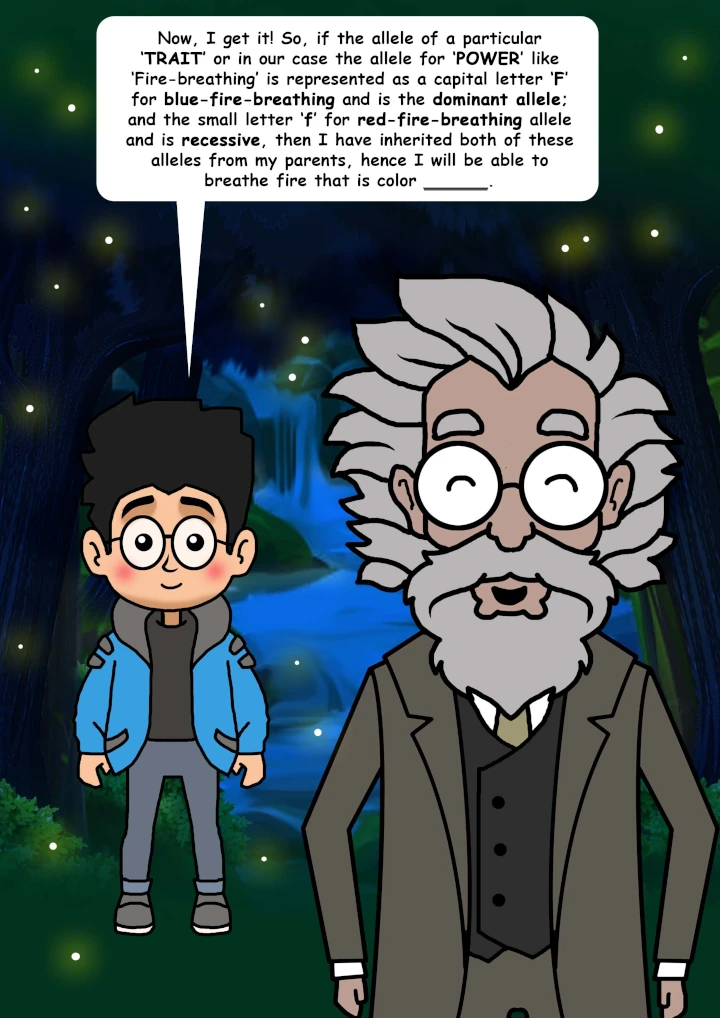 Now, I get it! So, if the allele of a particular
‘TRAIT’ or in our case the allele for ‘POWER’ like
‘Fire-breathing’ is represented as a capital letter ‘F’
for blue-fire-breathing and is the dominant allele;
and the small letter ‘f’ for red-fire-breathing allele
and is recessive, then I have inherited both of these
alleles from my parents, hence I will be able to
breathe fire that is color ______.